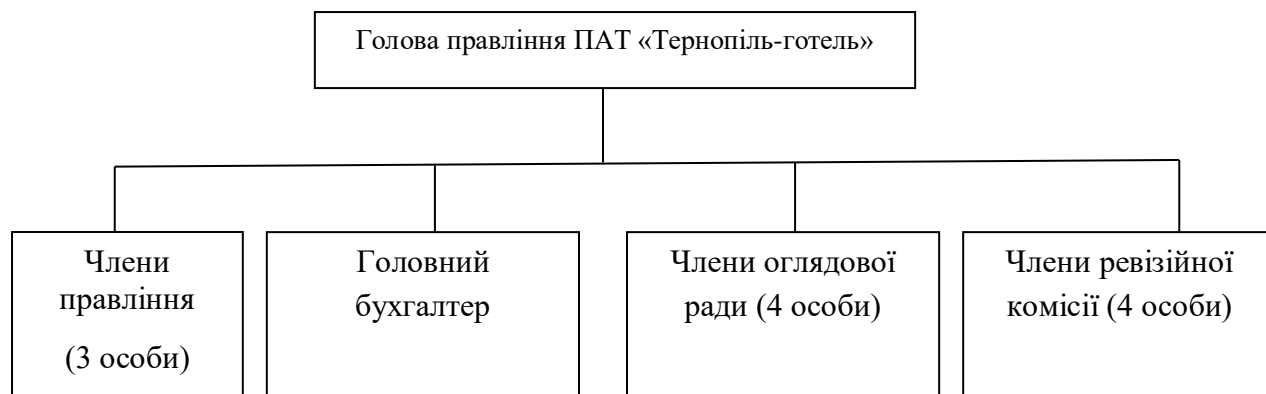 Голова правління ПАТ «Тернопіль-готель»
Члени
правління
(3 особи)
Головний
бухгалтер
Члени оглядової
ради (4 особи)
Члени ревізійної
комісії (4 особи)